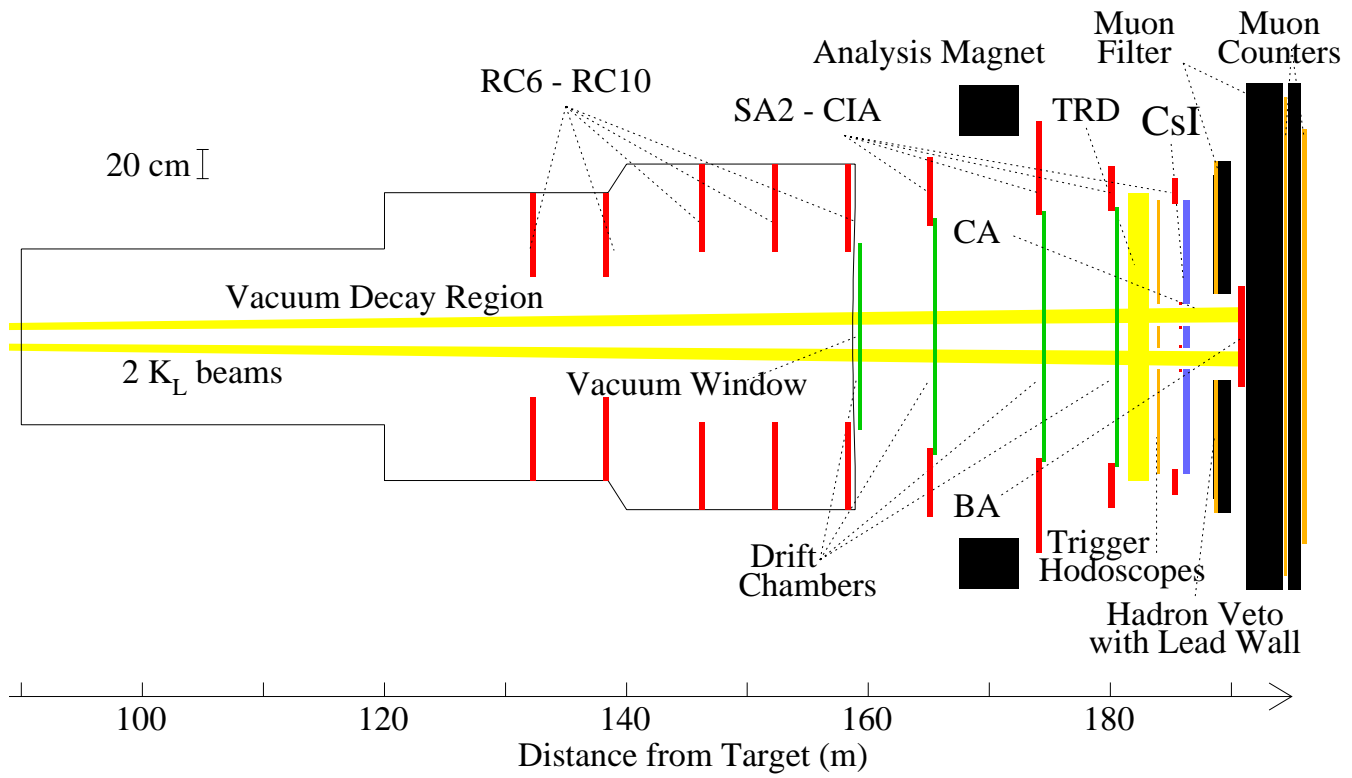 Muon
Filter
Muon
Counters
Analysis Magnet
RC6 - RC10
SA2 - CIA
TRD
CsI
20 cm
CA
Vacuum Decay Region
2 K_L beams
Vacuum Window
BA
Drift
Chambers
Trigger
Hodoscopes
Hadron Veto
with Lead Wall
100
120
140
160
180
Distance from Target (m)